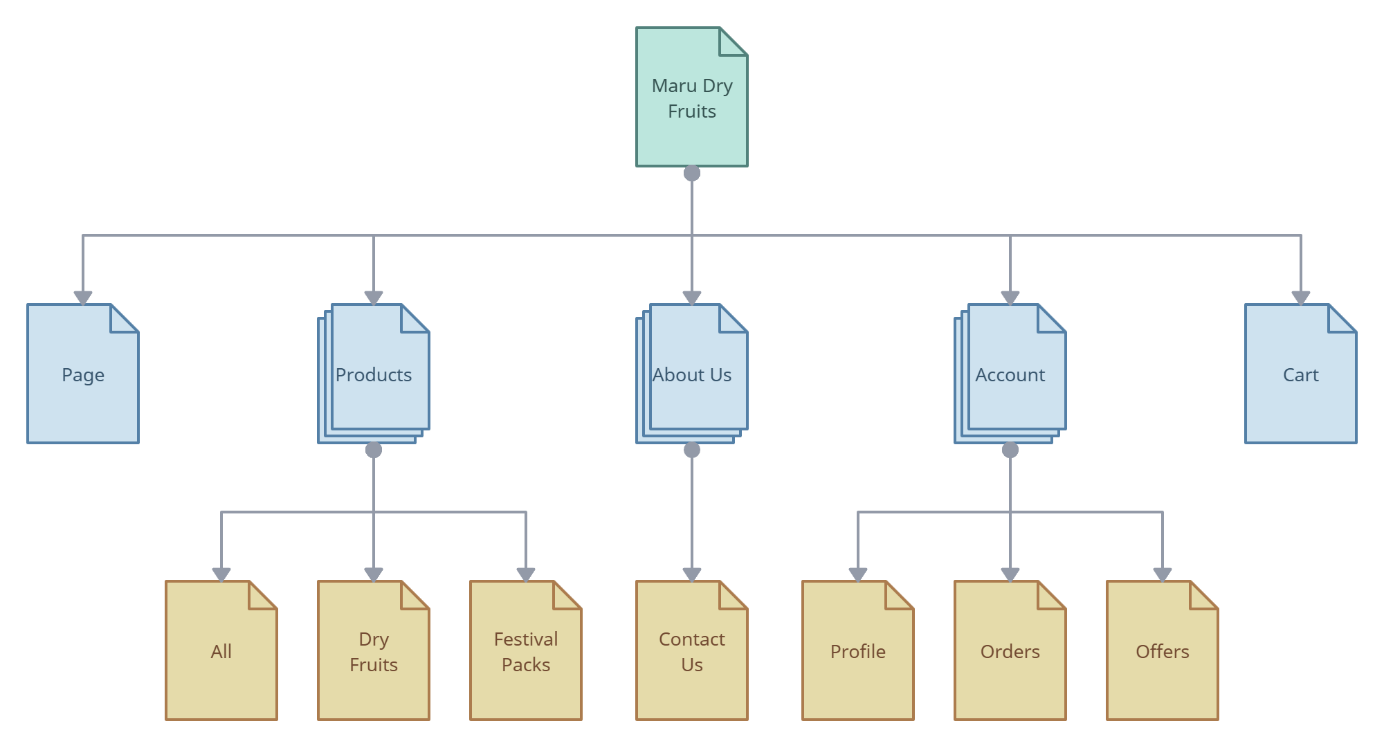 Maru Dry
Fruits
Page
Products
About Us
Account
Cart
All
Dry
Fruits
Festival
Packs
Contact
Us
Profile
Orders
Offers